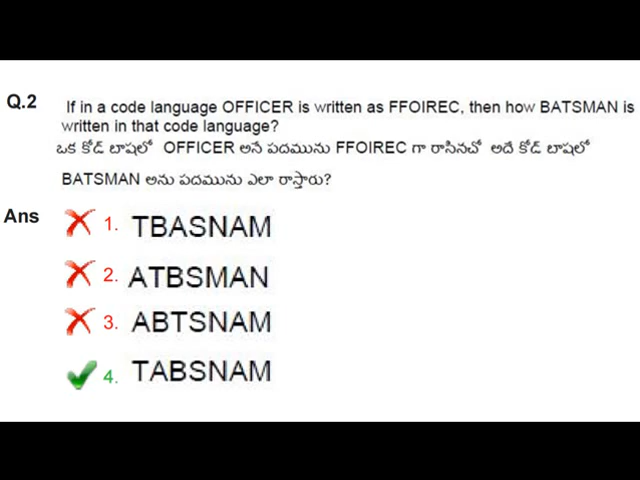 Q.2 If in a code language OFFICER is written as FFOIREC, then how BATSMAN is
written in that code language?
ఒక కోడ్ బాషలో OFFICER అనే పదమును FFOIREC గా రాసినచో అదే కోడ్ బాషలో
BATSMAN అను పదమును ఎలా రాస్తారు?
Ans 1. TBASNAM
2. ATBSMAN
3. ABTSNAM
4. TABSNAM